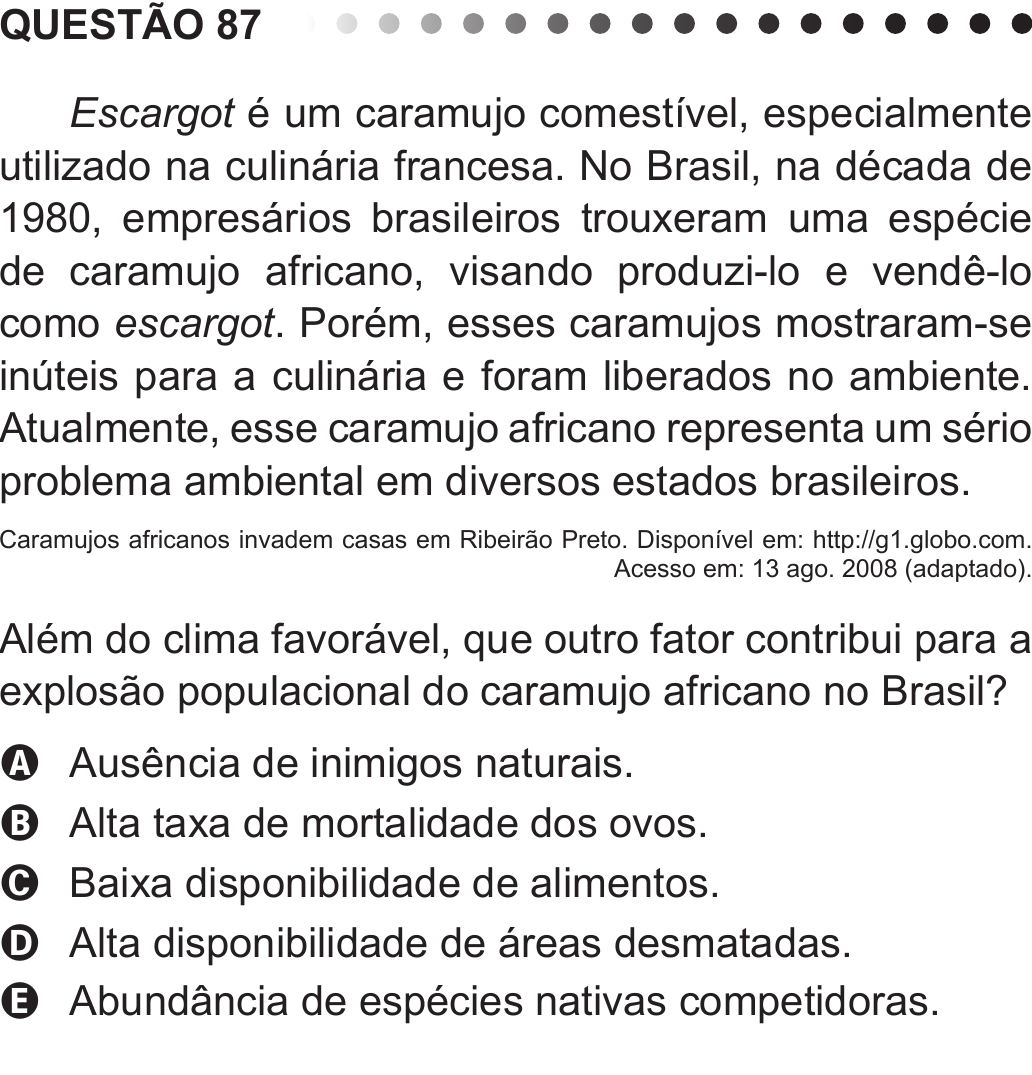 QUESTÃO 87
Escargot é um caramujo comestível, especialmente
utilizado na culinária francesa. No Brasil, na década de
1980, empresários brasileiros trouxeram uma espécie
de caramujo africano, visando produzi-lo e vendê-lo
como escargot. Porém, esses caramujos mostraram-se
inúteis para a culinária e foram liberados no ambiente.
Atualmente, esse caramujo africano representa um sério
problema ambiental em diversos estados brasileiros.
Caramujos africanos invadem casas em Ribeirão Preto. Disponível em: http://g1.globo.com.
Acesso em: 13 ago. 2008 (adaptado).
Além do clima favorável, que outro fator contribui para a
explosão populacional do caramujo africano no Brasil?
A Ausência de inimigos naturais.
B Alta taxa de mortalidade dos ovos.
C Baixa disponibilidade de alimentos.
D Alta disponibilidade de áreas desmatadas.
E Abundância de espécies nativas competidoras.